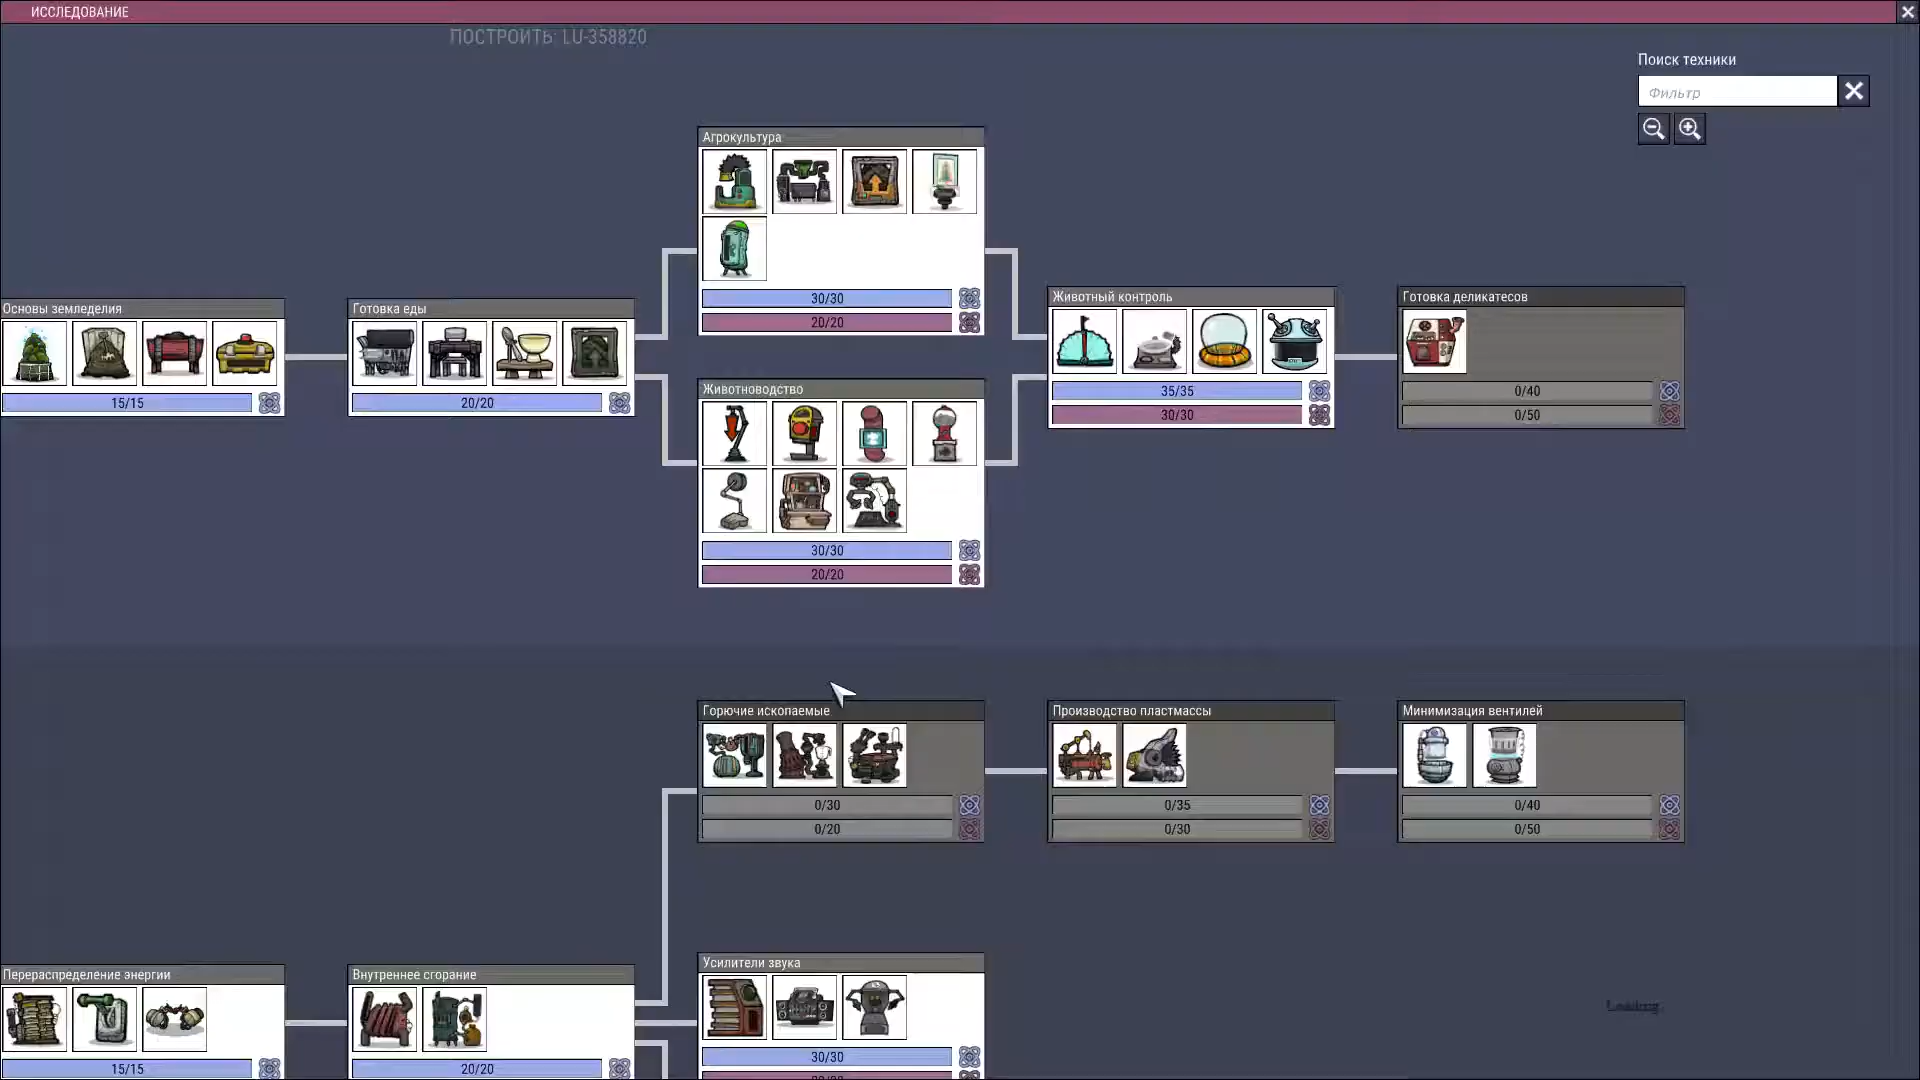 ИССЛЕДОВАНИЕ
ПОСТРОИТЬ: LU-358820
Поиск техники
Фильтр
Агрокультура
30/30
20/20
Основы земледелия
15/15
Готовка еды
20/20
Животноводство
30/30
20/20
Животный контроль
35/35
30/30
Готовка деликатесов
0/40
0/50
Горючие ископаемые
0/30
0/20
Производство пластмассы
0/35
0/30
Минимизация вентилей
0/40
0/50
Перераспределение энергии
15/15
Внутреннее сгорание
20/20
Усилители звука
30/30
Loading